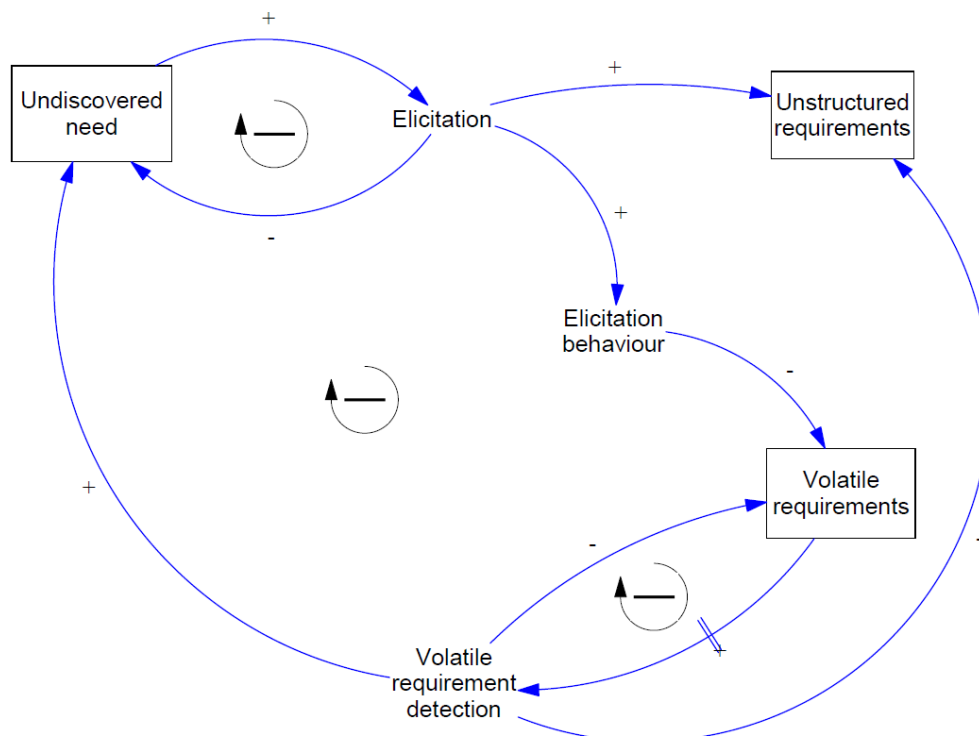 +
Undiscovered
need
Elicitation
+
Unstructured
requirements
-
+
Elicitation
behaviour
-
Volatile
requirements
+
-
-
+
Volatile
requirement
detection